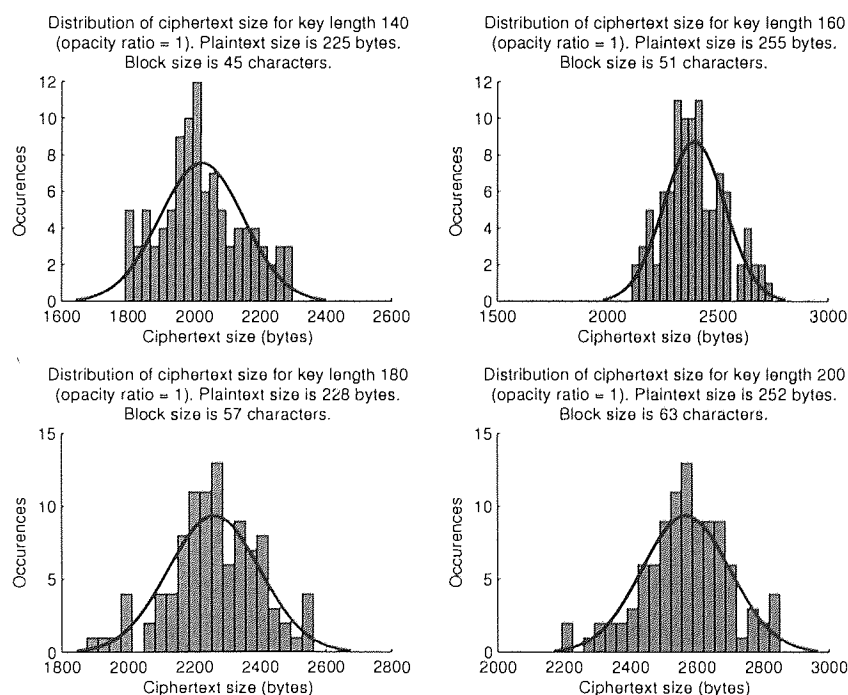 Distribution of ciphertext size for key length 140
(opacity ratio = 1). Plaintext size is 225 bytes.
Block size is 45 characters.
12
10
8
6
4
2
0
Occurences
1600 1800 2000 2200 2400 2600
Ciphertext size (bytes)
Distribution of ciphertext size for key length 160
(opacity ratio = 1). Plaintext size is 255 bytes.
Block size is 51 characters.
12
10
8
6
4
2
0
Occurences
1500 2000 2500 3000
Ciphertext size (bytes)
Distribution of ciphertext size for key length 180
(opacity ratio = 1). Plaintext size is 228 bytes.
Block size is 57 characters.
15
10
5
0
Occurences
1800 2000 2200 2400 2600 2800
Ciphertext size (bytes)
Distribution of ciphertext size for key length 200
(opacity ratio = 1). Plaintext size is 252 bytes.
Block size is 63 characters.
15
10
5
0
Occurences
2000 2200 2400 2600 2800 3000
Ciphertext size (bytes)